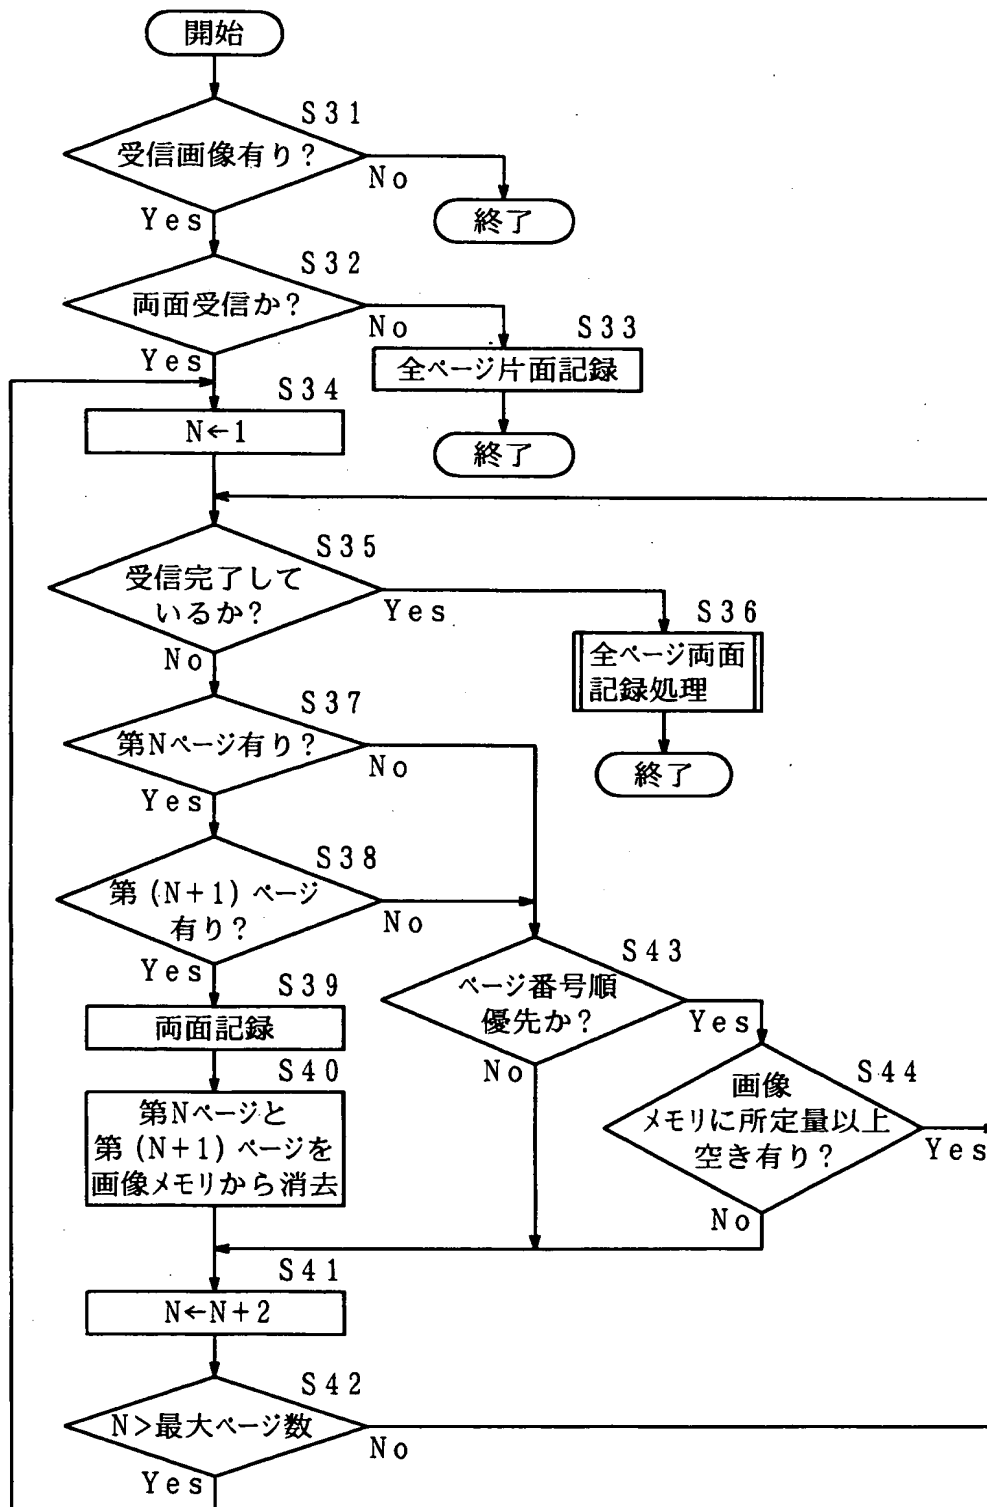 開始
S31
受信画像有り?
No
終了
Yes
S32
両面受信か?
No
S33
全ページ片面記録
終了
Yes
S34
N←1
S35
受信完了して
いるか?
Yes
S36
全ページ両面
記録処理
終了
No
S37
第Nページ有り?
No
Yes
S38
第(N+1)ページ
有り?
No
Yes
S39
両面記録
S43
ページ番号順
優先か?
Yes
No
S40
第Nページと
第(N+1)ページを
画像メモリから消去
S44
画像
メモリに所定量以上
空き有り?
Yes
No
S41
N←N+2
S42
N>最大ページ数
No
Yes